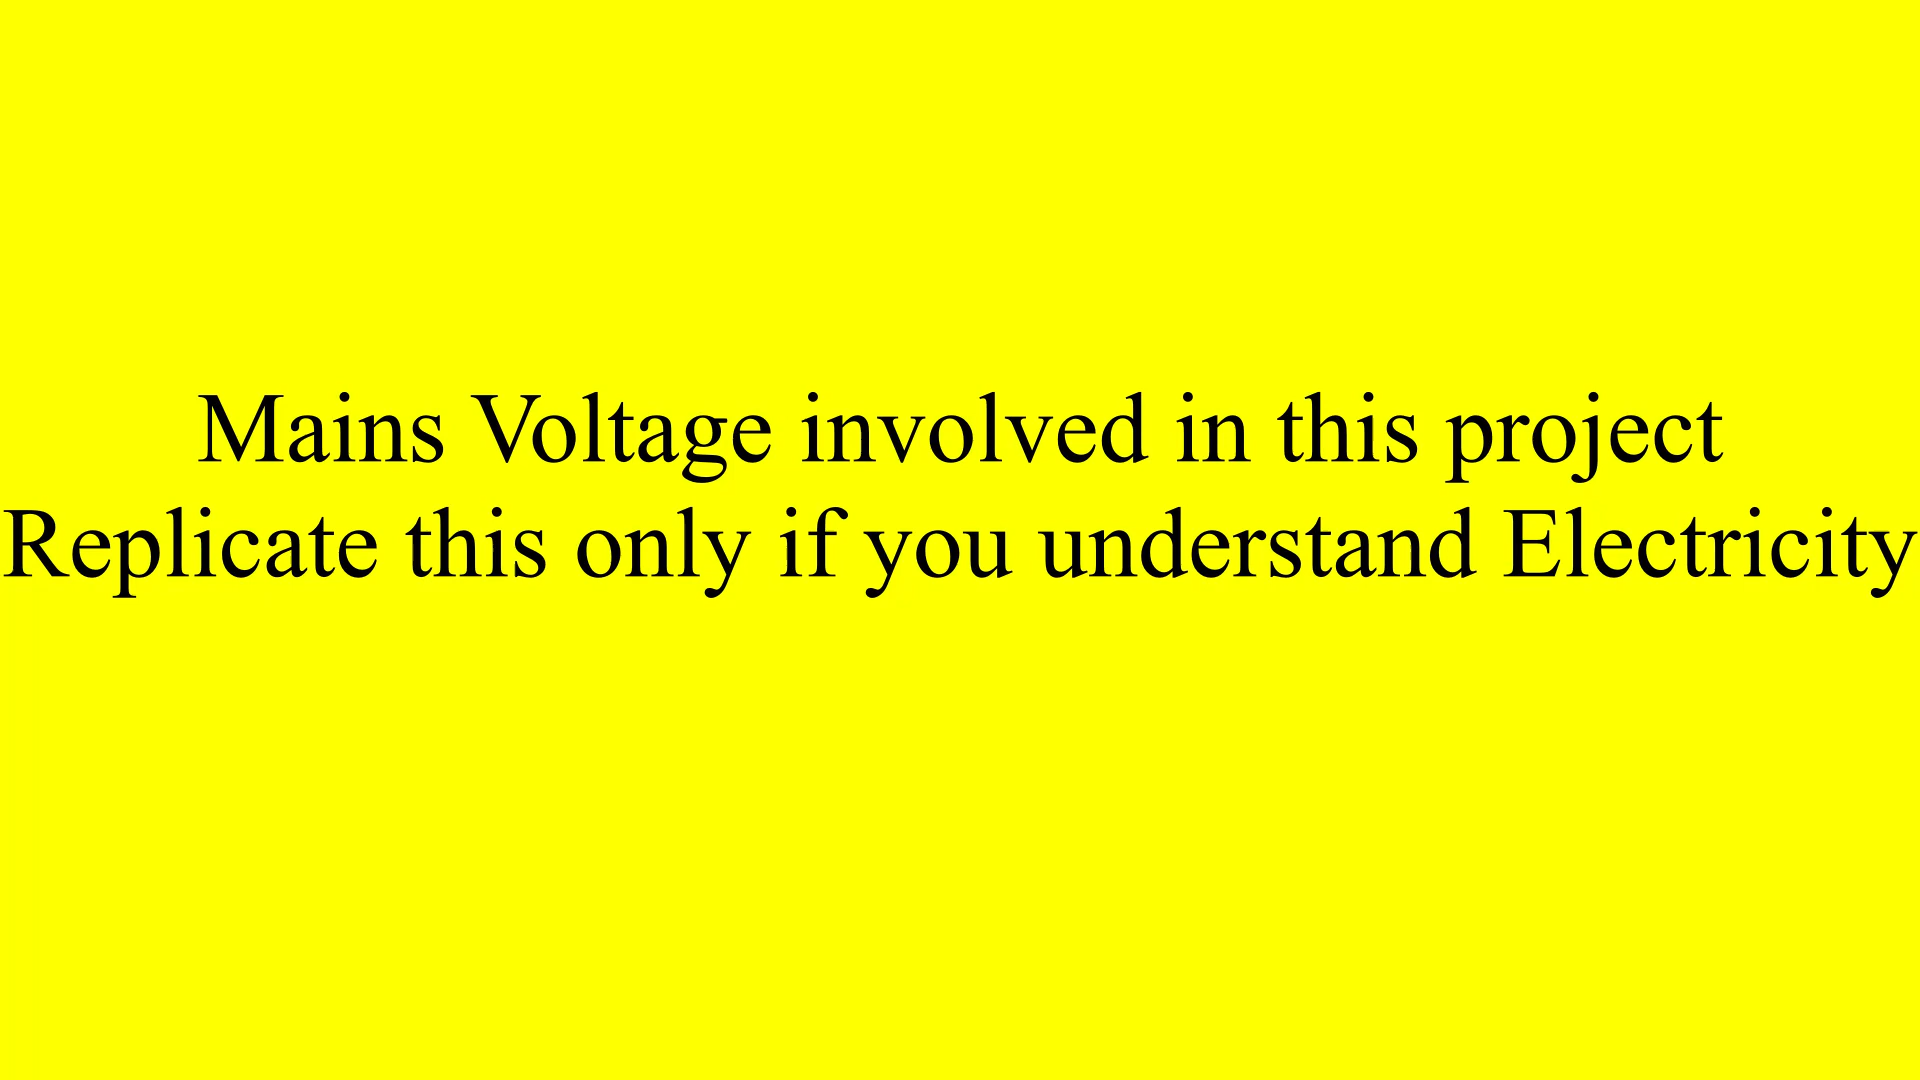 Mains Voltage involved in this project
Replicate this only if you understand Electricity